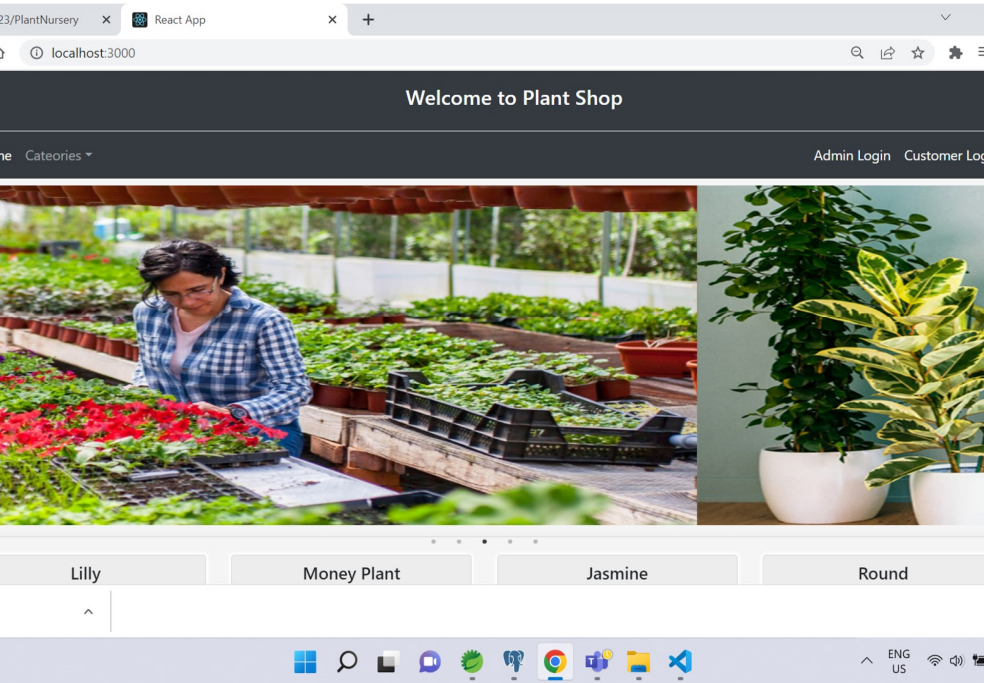 23/PlantNursery
React App
localhost:3000
Welcome to Plant Shop
Cateories
Admin Login Customer
Lilly
Money Plant
Jasmine
Round
ENG
US